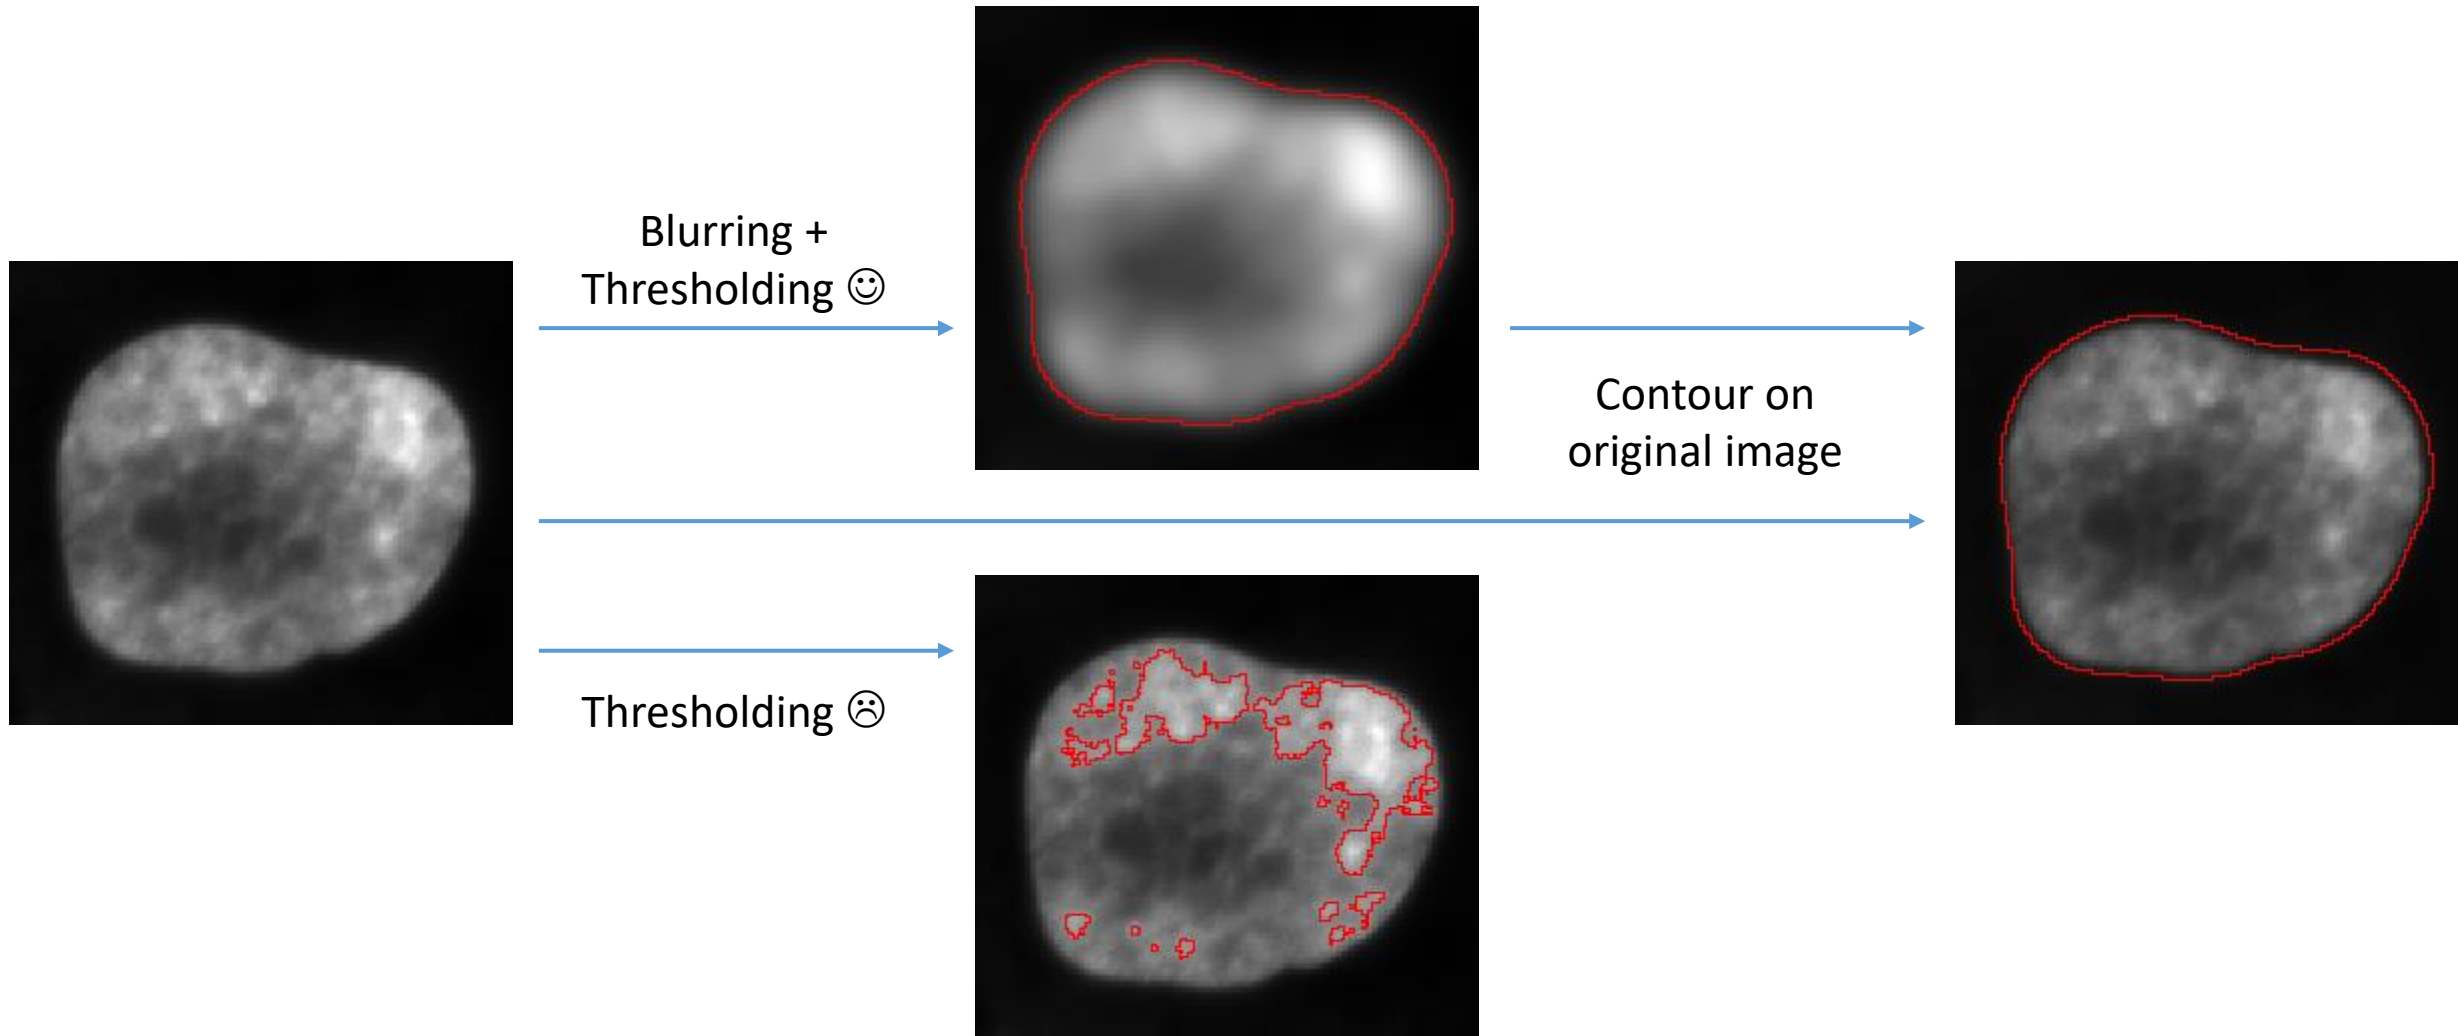 Blurring +
Thresholding ☺
Contour on
original image
Thresholding ☹